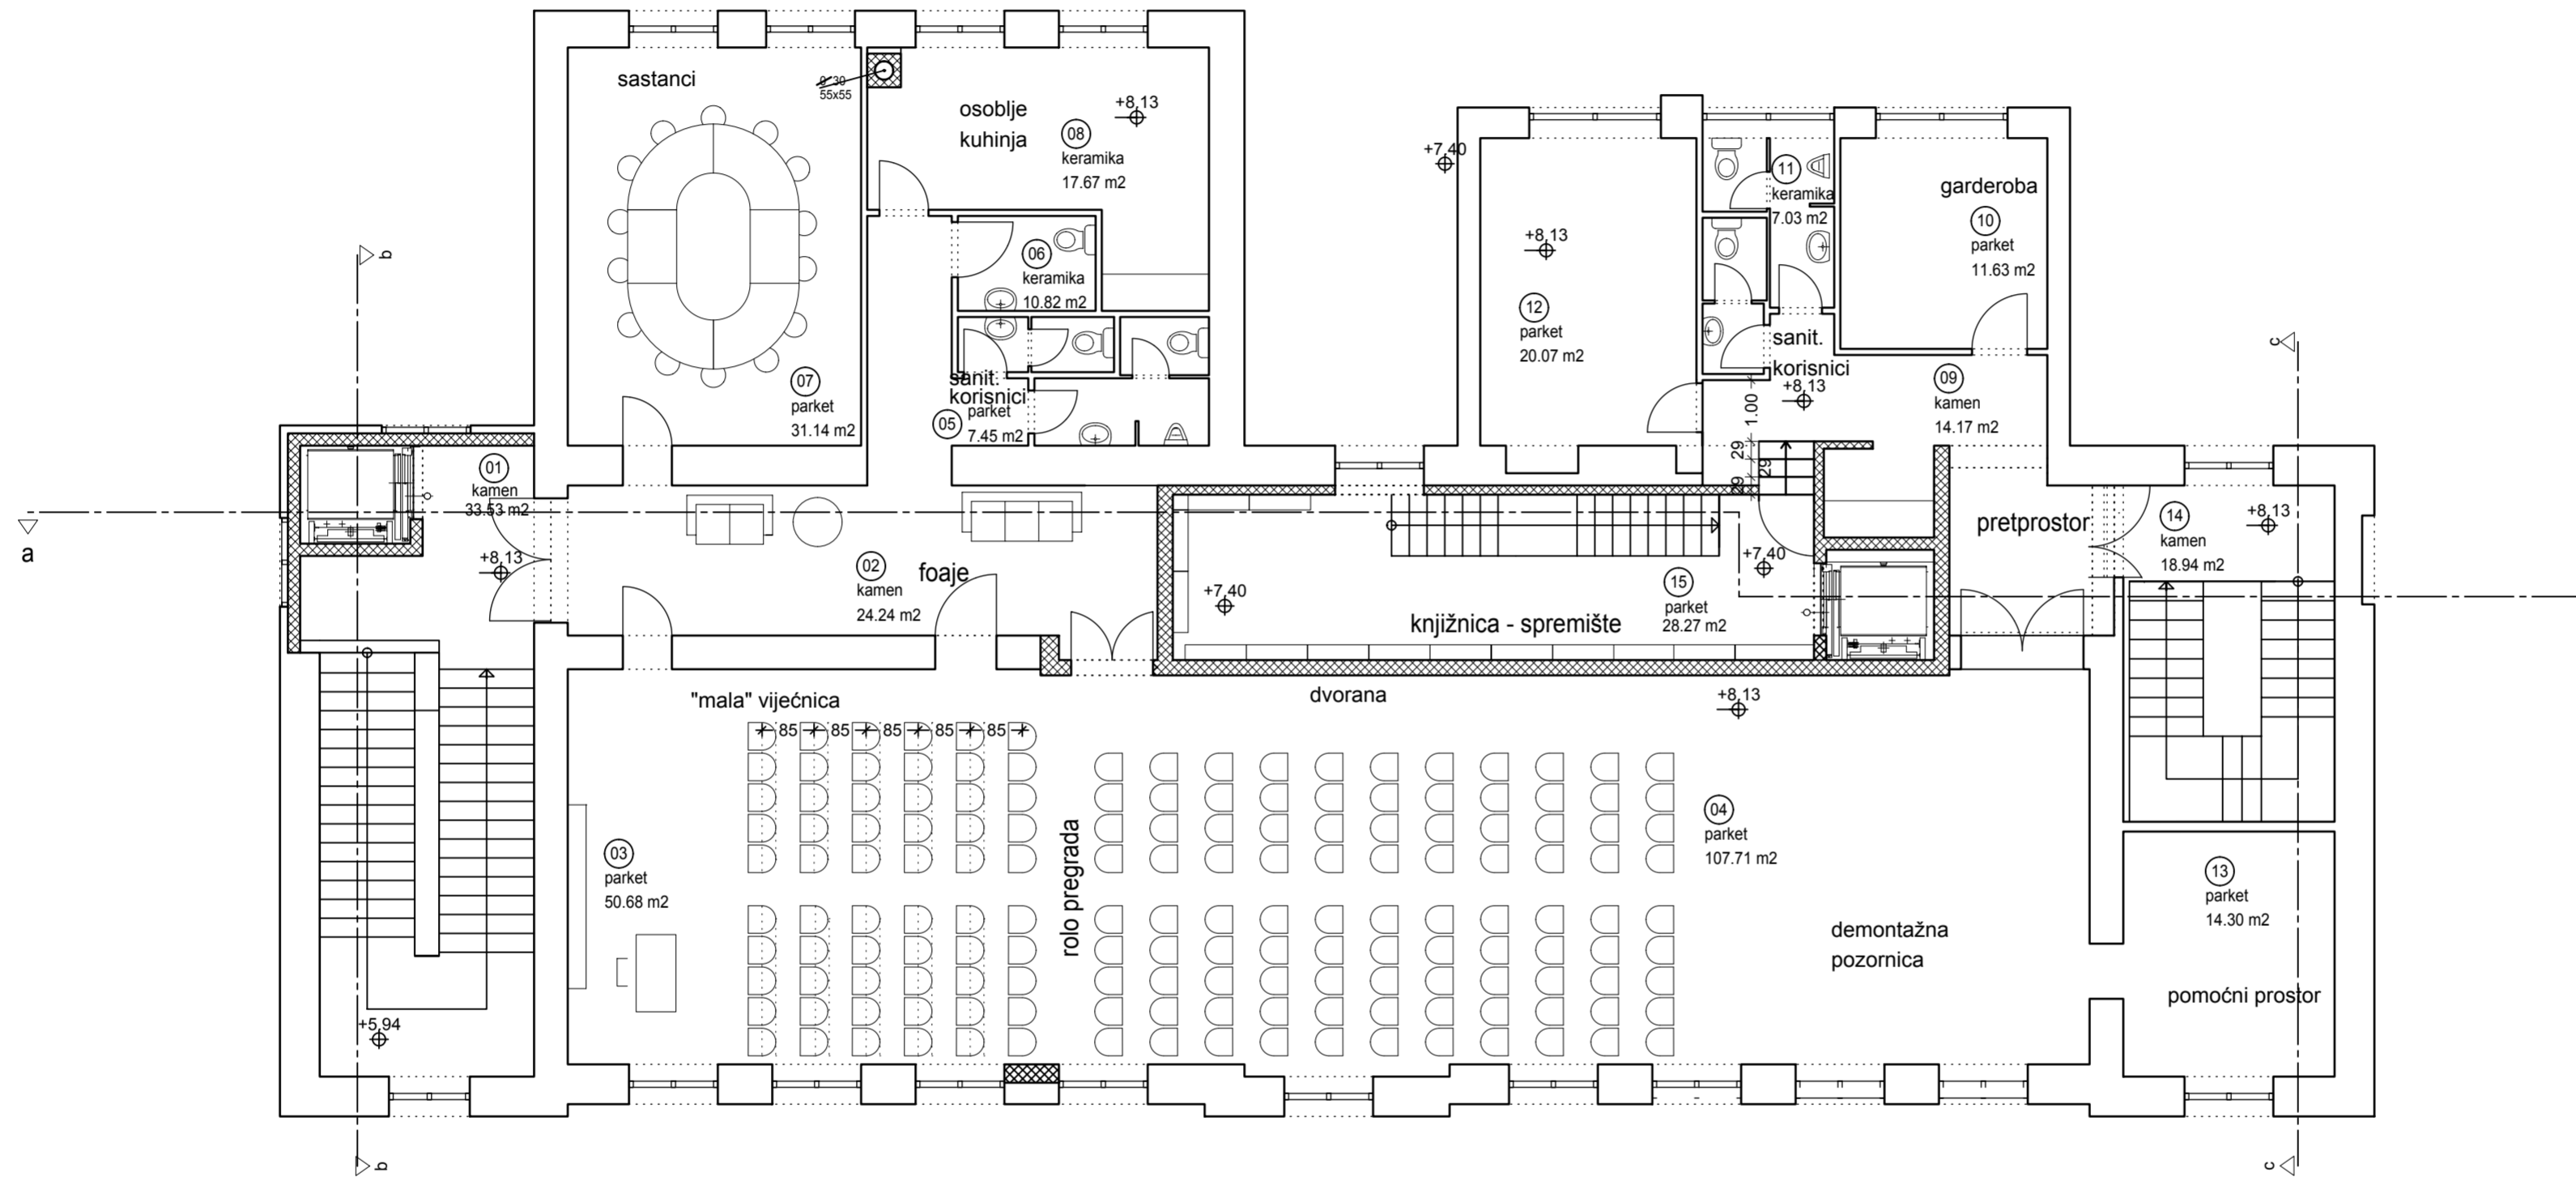 sastanci
ø 30
55x55
osoblje
kuhinja
+8,13
08
keramika
17.67 m2
+7,40
11
keramika
7.03 m2
garderoba
10
parket
11.63 m2
06
keramika
10.82 m2
+8,13
12
parket
20.07 m2
sanit.
korisnici
+8,13
1.00
29
29
29
09
kamen
14.17 m2
b
c
07
parket
31.14 m2
sanit.
korisnici
05
parket
7.45 m2
01
kamen
33.53 m2
+8,13
a
02
kamen
24.24 m2
foaje
+7,40
+7,40
15
parket
28.27 m2
knjižnica - spremište
pretprostor
14
kamen
18.94 m2
+8,13
"mala" vijećnica
dvorana
+8,13
85
85
85
85
85
03
parket
50.68 m2
rolo pregrada
04
parket
107.71 m2
13
parket
14.30 m2
demontažna
pozornica
pomoćni prostor
+5,94
b
c